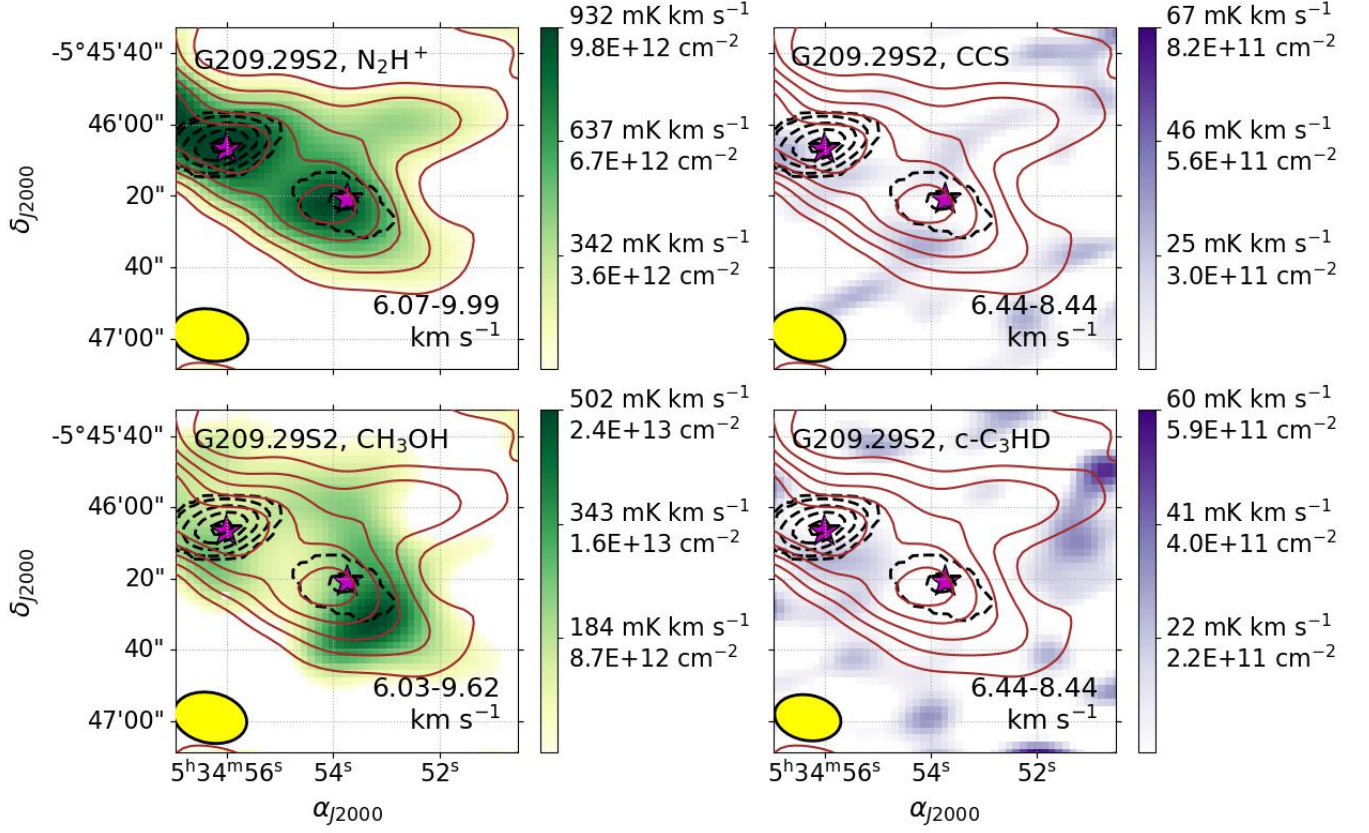 G209.29S2, N₂H⁺
-5°45'40"
46'00"
20"
40"
47'00"
δJ2000
6.07-9.99
km s⁻¹
932 mK km s⁻¹
9.8E+12 cm⁻²
637 mK km s⁻¹
6.7E+12 cm⁻²
342 mK km s⁻¹
3.6E+12 cm⁻²
G209.29S2, CCS
6.44-8.44
km s⁻¹
67 mK km s⁻¹
8.2E+11 cm⁻²
46 mK km s⁻¹
5.6E+11 cm⁻²
25 mK km s⁻¹
3.0E+11 cm⁻²
G209.29S2, CH₃OH
-5°45'40"
46'00"
20"
40"
47'00"
δJ2000
6.03-9.62
km s⁻¹
5ʰ34ᵐ56ˢ
54ˢ
52ˢ
αJ2000
502 mK km s⁻¹
2.4E+13 cm⁻²
343 mK km s⁻¹
1.6E+13 cm⁻²
184 mK km s⁻¹
8.7E+12 cm⁻²
G209.29S2, c-C₃HD
6.44-8.44
km s⁻¹
5ʰ34ᵐ56ˢ
54ˢ
52ˢ
αJ2000
60 mK km s⁻¹
5.9E+11 cm⁻²
41 mK km s⁻¹
4.0E+11 cm⁻²
22 mK km s⁻¹
2.2E+11 cm⁻²